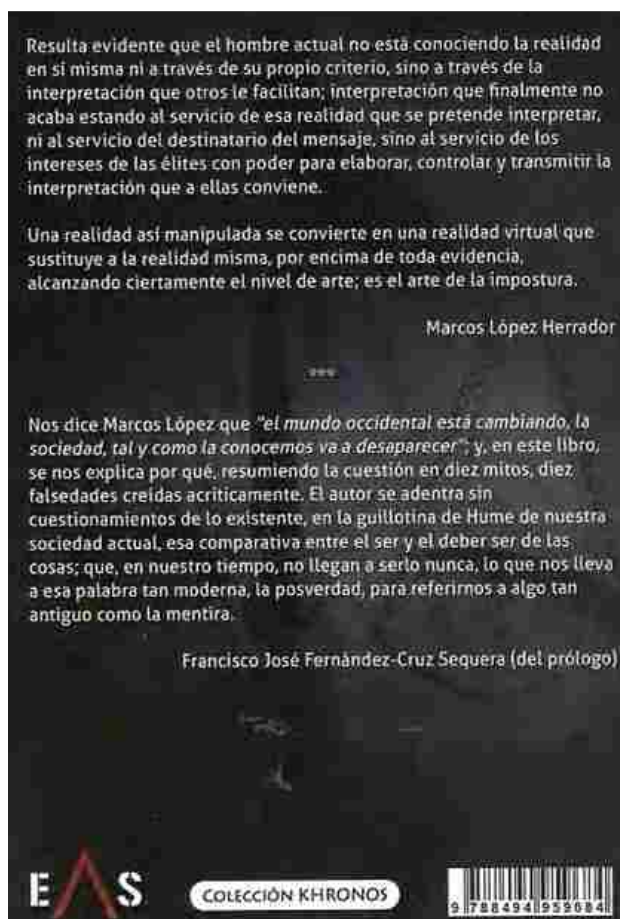 Resulta evidente que el hombre actual no está conociendo la realidad
en sí misma ni a través de su propio criterio, sino a través de la
interpretación que otros le facilitan; interpretación que finalmente no
acaba estando al servicio de esa realidad que se pretende interpretar,
ni al servicio del destinatario del mensaje, sino al servicio de los
intereses de las élites con poder para elaborar, controlar y transmitir la
interpretación que a ellas conviene.
Una realidad así manipulada se convierte en una realidad virtual que
sustituye a la realidad misma, por encima de toda evidencia,
alcanzando ciertamente el nivel de arte; es el arte de la impostura.
Marcos López Herrador
***
Nos dice Marcos López que "el mundo occidental está cambiando, la
sociedad, tal y como la conocemos va a desaparecer"; y, en este libro,
se nos explica por qué, resumiendo la cuestión en diez mitos, diez
falsedades creídas acríticamente. El autor se adentra sin
cuestionamientos de lo existente, en la guillotina de Hume de nuestra
sociedad actual, esa comparativa entre el ser y el deber ser de las
cosas; que, en nuestro tiempo, no llegan a serlo nunca, lo que nos lleva
a esa palabra tan moderna, la posverdad, para referirnos a algo tan
antiguo como la mentira.
Francisco José Fernández-Cruz Sequera (del prólogo)
EAS
COLECCIÓN KHRONOS
9 788494 959684